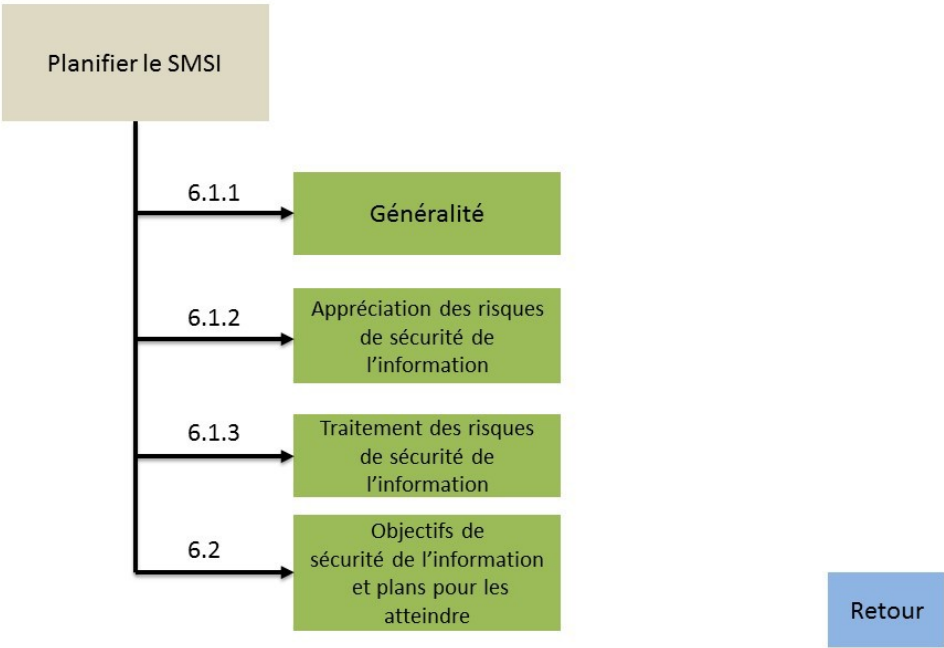 Planifier le SMSI
6.1.1
Généralité
6.1.2
Appréciation des risques
de sécurité de
l’information
6.1.3
Traitement des risques
de sécurité de
l’information
6.2
Objectifs de
sécurité de l’information
et plans pour les
atteindre
Retour